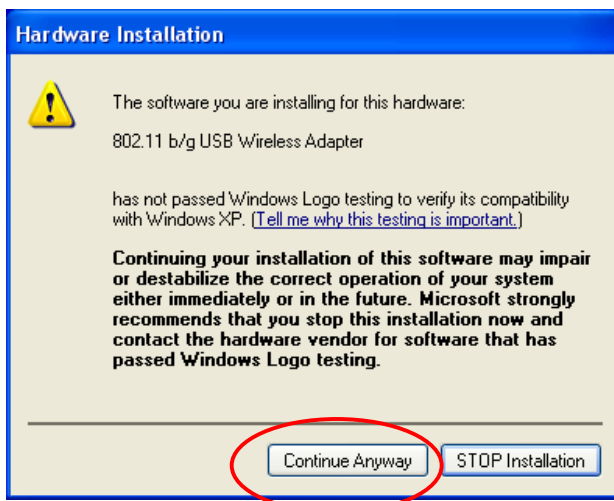 Hardware Installation
The software you are installing for this hardware:
802.11 b/g USB Wireless Adapter
has not passed Windows Logo testing to verify its compatibility
with Windows XP. (Tell me why this testing is important.)
Continuing your installation of this software may impair
or destabilize the correct operation of your system
either immediately or in the future. Microsoft strongly
recommends that you stop this installation now and
contact the hardware vendor for software that has
passed Windows Logo testing.
Continue Anyway STOP Installation